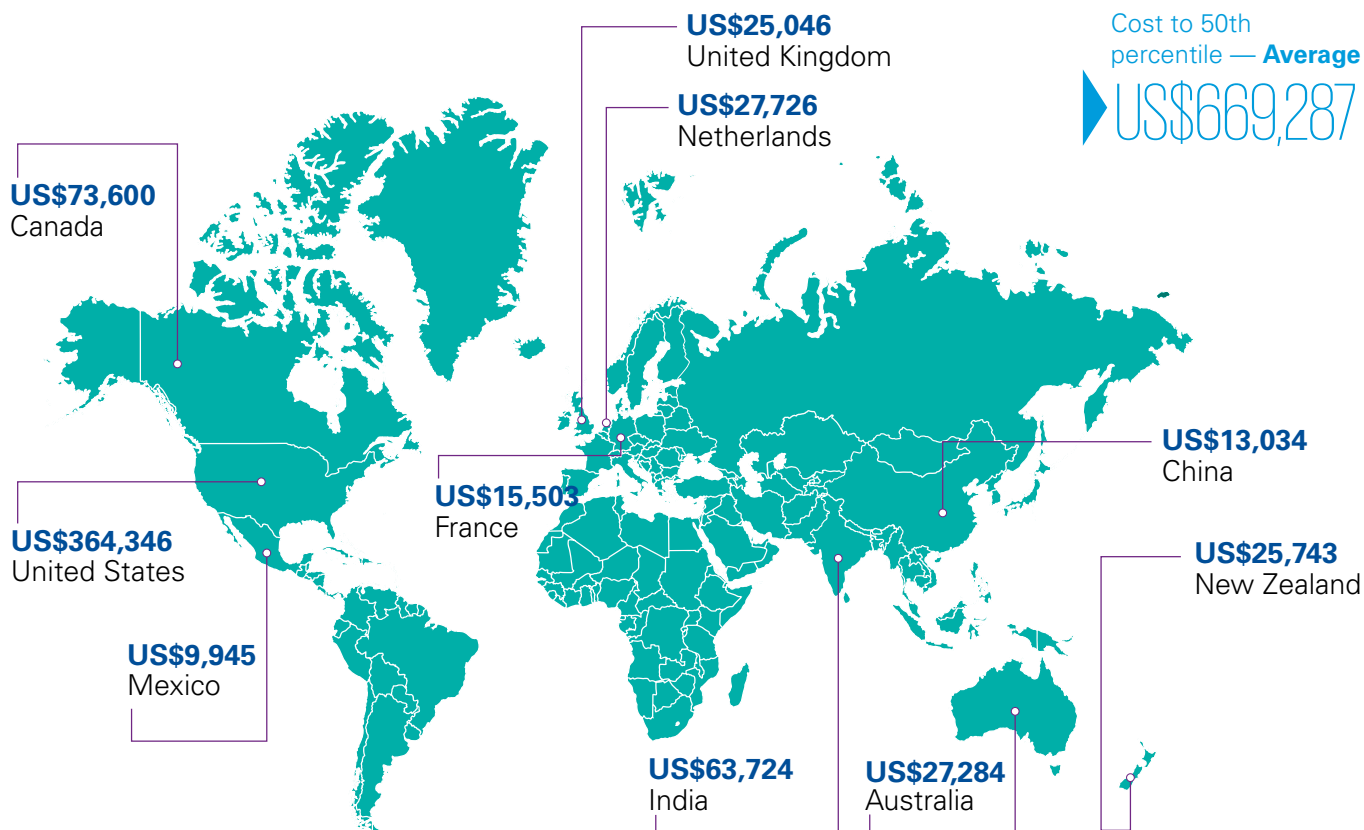 US$25,046
United Kingdom
Cost to 50th
percentile — Average
US$669,287
US$27,726
Netherlands
US$73,600
Canada
US$13,034
China
US$15,503
France
US$364,346
United States
US$25,743
New Zealand
US$9,945
Mexico
US$63,724
India
US$27,284
Australia